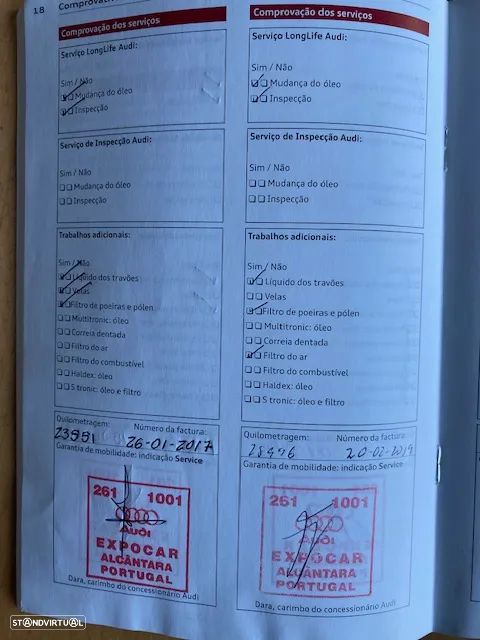 18 Comprovati
Comprovação dos serviços
Serviço LongLife Audi:
Sim / Não
Mudança do óleo
Inspecção
Serviço de Inspecção Audi:
Sim / Não
Mudança do óleo
Inspecção
Trabalhos adicionais:
Sim / Não
Líquido dos travões
Velas
Filtro de poeiras e pólen
Multitronic: óleo
Correia dentada
Filtro do ar
Filtro do combustível
Haldex: óleo
S tronic: óleo e filtro
Quilometragem: Número da factura:
23951 26-01-2017
Garantia de mobilidade: indicação Service
261 1001
Audi
EXPOCAR
ALCÂNTARA
PORTUGAL
Data, carimbo do concessionário Audi
Comprovação dos serviços
Serviço LongLife Audi:
Sim / Não
Mudança do óleo
Inspecção
Serviço de Inspecção Audi:
Sim / Não
Mudança do óleo
Inspecção
Trabalhos adicionais:
Sim / Não
Líquido dos travões
Velas
Filtro de poeiras e pólen
Multitronic: óleo
Correia dentada
Filtro do ar
Filtro do combustível
Haldex: óleo
S tronic: óleo e filtro
Quilometragem: Número da factura:
28496 20-02-2019
Garantia de mobilidade: indicação Service
261 1001
Audi
EXPOCAR
ALCÂNTARA
PORTUGAL
Data, carimbo do concessionário Audi
STANDVIRTUAL